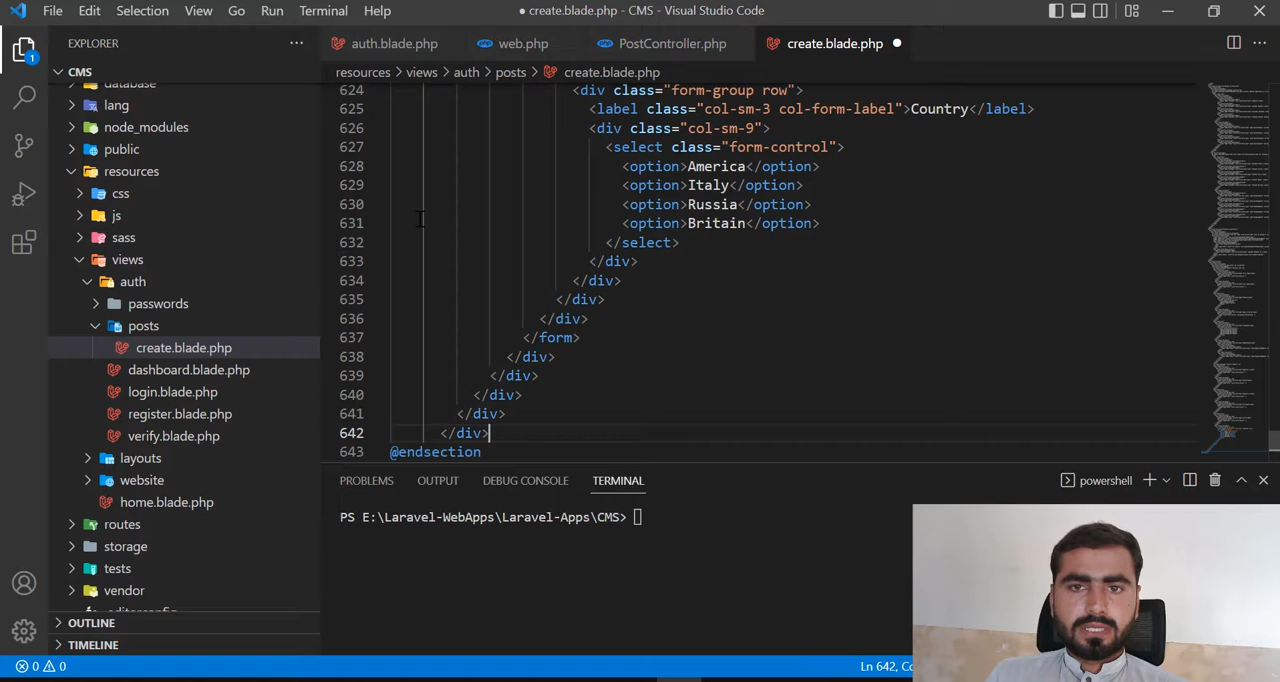 File Edit Selection View Go Run Terminal Help
● create.blade.php - CMS - Visual Studio Code
EXPLORER
auth.blade.php web.php PostController.php create.blade.php
1
CMS
resources > views > auth > posts > create.blade.php
database
lang
node_modules
public
resources
css
js
sass
views
auth
passwords
posts
create.blade.php
dashboard.blade.php
login.blade.php
register.blade.php
verify.blade.php
layouts
website
home.blade.php
routes
storage
tests
vendor
.editorconfig
OUTLINE
TIMELINE
624 <div class="form-group row">
625 <label class="col-sm-3 col-form-label">Country</label>
626 <div class="col-sm-9">
627 <select class="form-control">
628 <option>America</option>
629 <option>Italy</option>
630 <option>Russia</option>
631 <option>Britain</option>
632 </select>
633 </div>
634 </div>
635 </div>
636 </div>
637 </form>
638 </div>
639 </div>
640 </div>
641 </div>
642 </div>
643 @endsection
PROBLEMS OUTPUT DEBUG CONSOLE TERMINAL
powershell
PS E:\Laravel-WebApps\Laravel-Apps\CMS>
0 0
Ln 642,